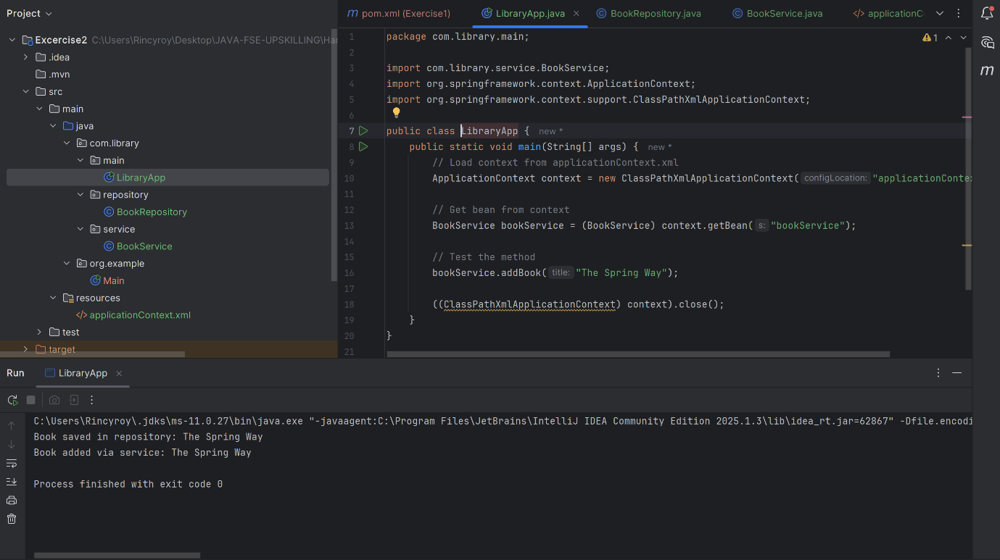 Project
Excercise2 C:\Users\Rincyroy\Desktop\JAVA-FSE-UPSKILLING\Har
.idea
.mvn
src
main
java
com.library
main
LibraryApp
repository
BookRepository
service
BookService
org.example
Main
resources
applicationContext.xml
test
target
pom.xml (Exercise1) LibraryApp.java BookRepository.java BookService.java applicationC
1 package com.library.main; 1
2
3 import com.library.service.BookService;
4 import org.springframework.context.ApplicationContext;
5 import org.springframework.context.support.ClassPathXmlApplicationContext;
6
7 public class LibraryApp { new *
8 public static void main(String[] args) { new *
9 // Load context from applicationContext.xml
10 ApplicationContext context = new ClassPathXmlApplicationContext( configLocation: "applicationContex
11
12 // Get bean from context
13 BookService bookService = (BookService) context.getBean( s: "bookService");
14
15 // Test the method
16 bookService.addBook( title: "The Spring Way");
17
18 ((ClassPathXmlApplicationContext) context).close();
19 }
20 }
21
Run LibraryApp
C:\Users\Rincyroy\.jdks\ms-11.0.27\bin\java.exe "-javaagent:C:\Program Files\JetBrains\IntelliJ IDEA Community Edition 2025.1.3\lib\idea_rt.jar=62867" -Dfile.encodi
Book saved in repository: The Spring Way
Book added via service: The Spring Way
Process finished with exit code 0